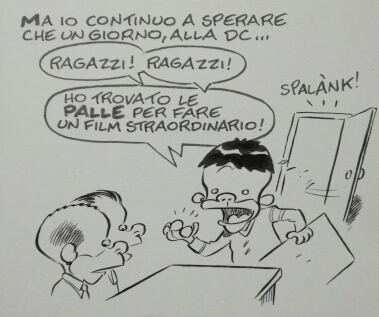 MA IO CONTINUO A SPERARE
CHE UN GIORNO, ALLA DC...
RAGAZZI! RAGAZZI!
HO TROVATO LE
PALLE PER FARE
UN FILM STRAORDINARIO!
SPALÀNK!